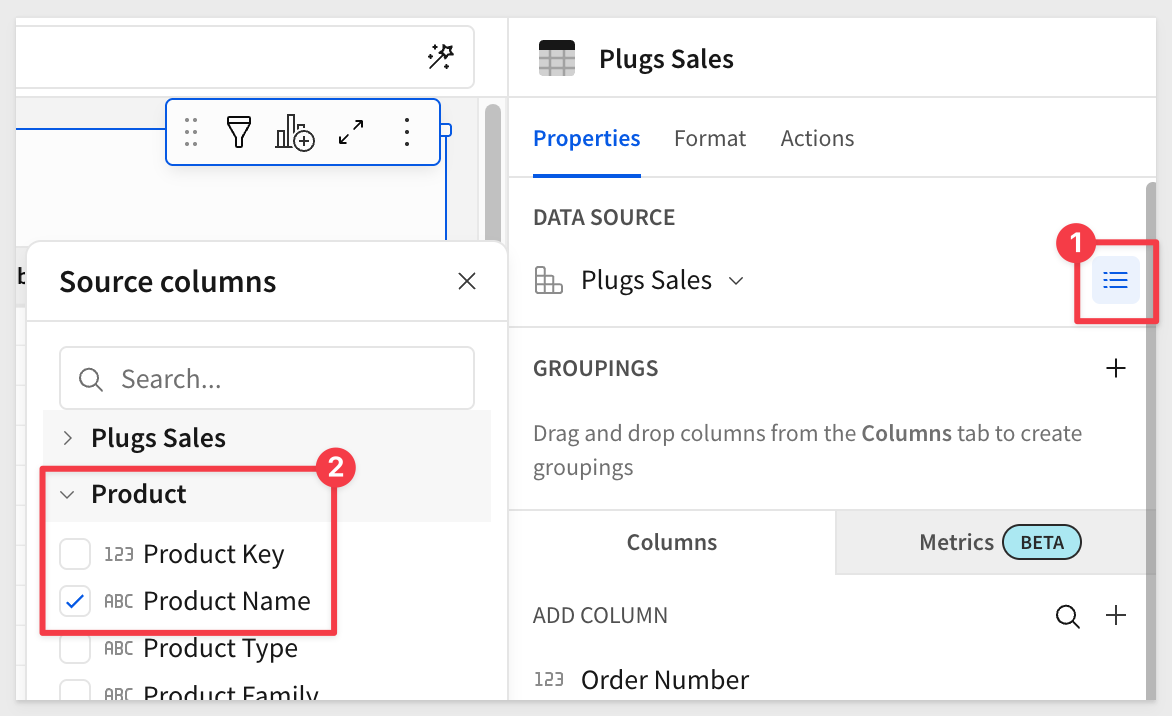 Plugs Sales
Properties Format Actions
DATA SOURCE
1
Plugs Sales
Source columns
Search...
Plugs Sales
2
Product
123 Product Key
ABC Product Name
ABC Product Type
ABC Product Family
GROUPINGS
Drag and drop columns from the Columns tab to create
groupings
Columns
Metrics BETA
ADD COLUMN
123 Order Number